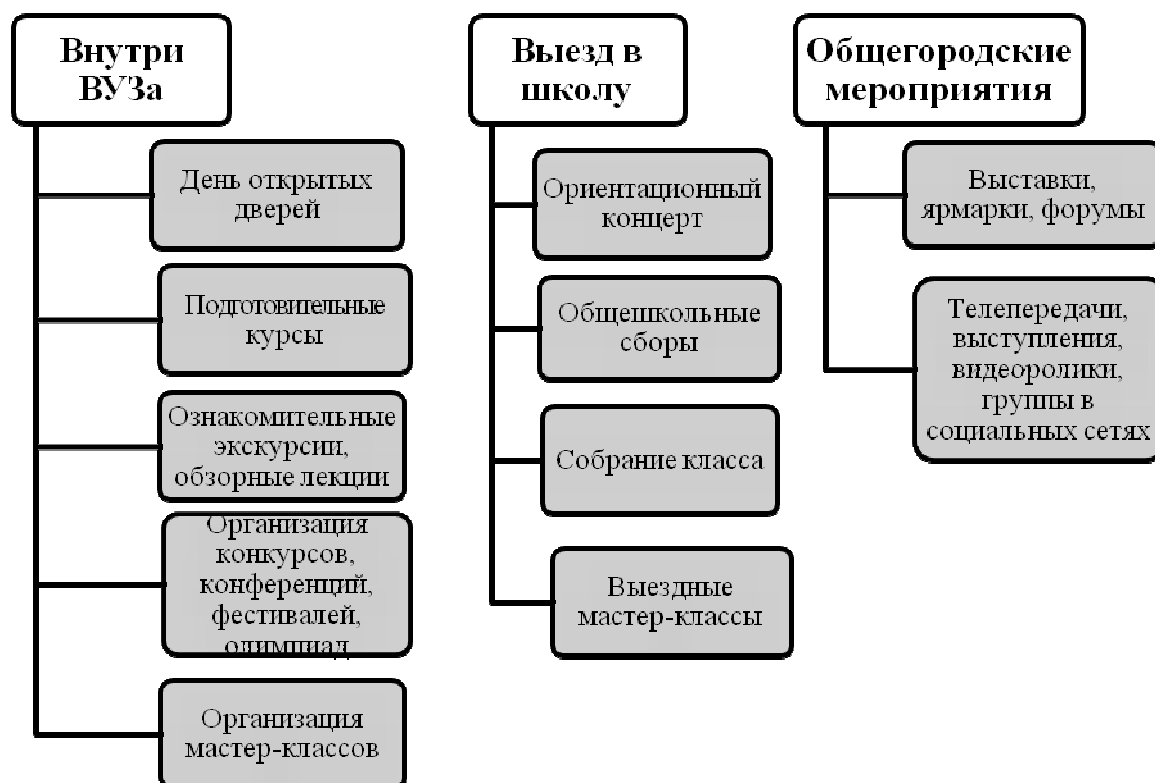 Внутри
ВУЗа
День открытых
дверей
Подготовительные
курсы
Ознакомительные
экскурсии,
обзорные лекции
Организация
конкурсов,
конференций,
фестивалей,
олимпиад
Организация
мастер-классов
Выезд в
школу
Ориентационный
концерт
Общешкольные
сборы
Собрание класса
Выездные
мастер-классы
Общегородские
мероприятия
Выставки,
ярмарки, форумы
Телепередачи,
выступления,
видеоролики,
группы в
социальных сетях